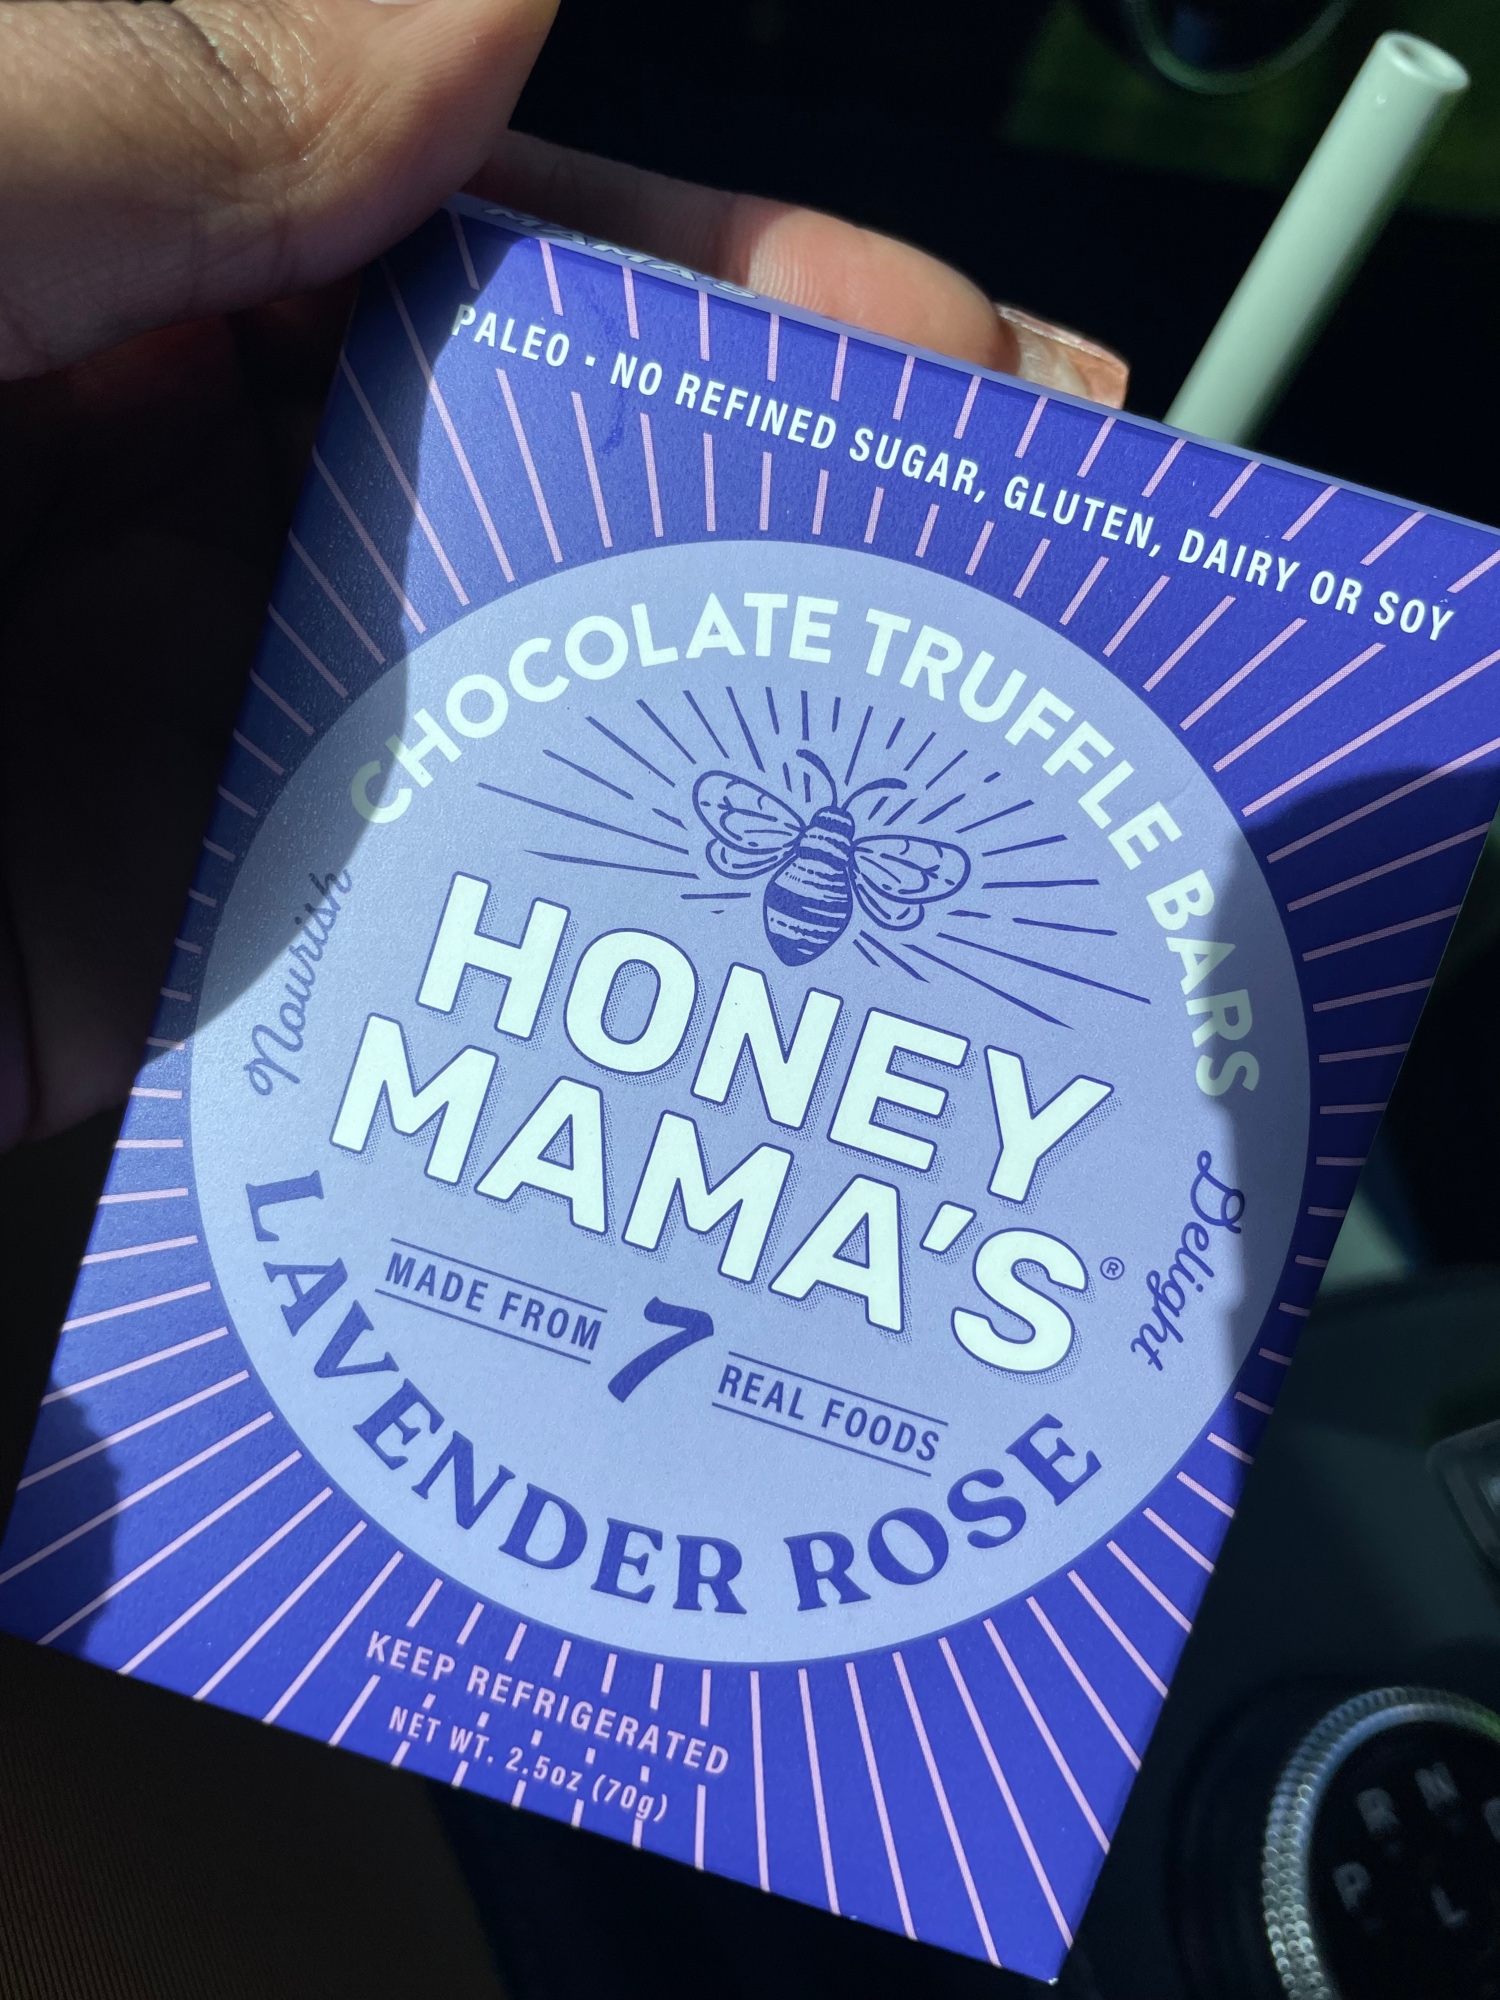 MAMA'S
PALEO • NO REFINED SUGAR, GLUTEN, DAIRY OR SOY
CHOCOLATE TRUFFLE BARS
Nourish
HONEY
MAMA'S®
Delight
MADE FROM 7 REAL FOODS
LAVENDER ROSE
KEEP REFRIGERATED
NET WT. 2.5oz (70g)
R N
P L